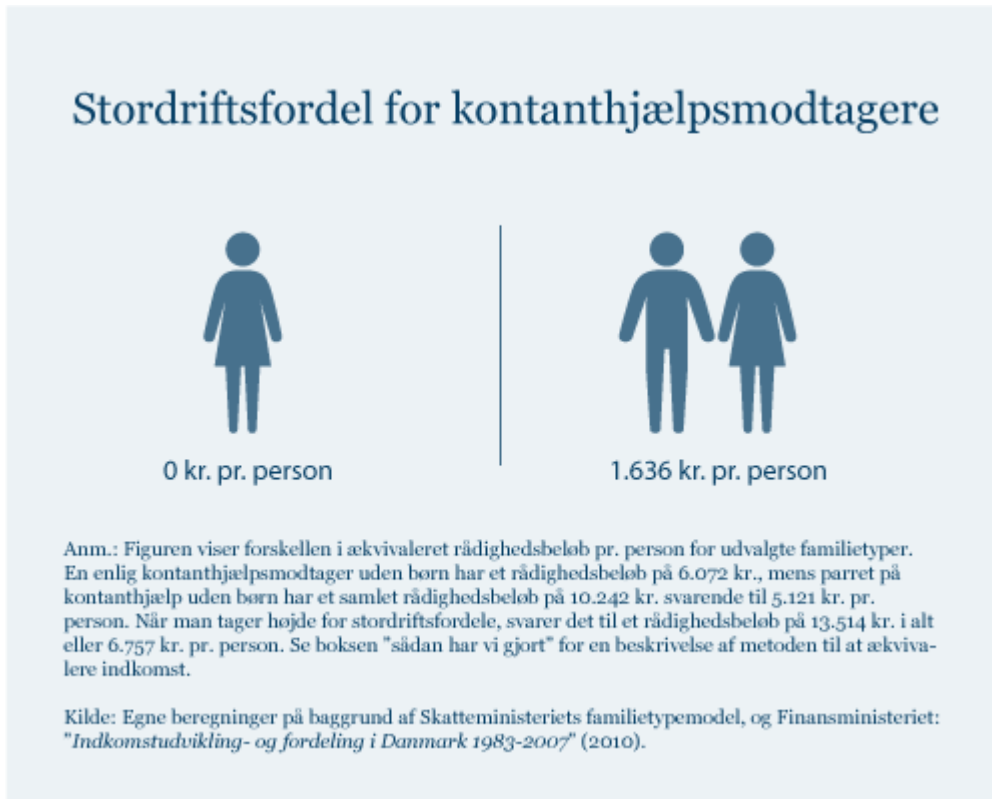 Stordriftsfordel for kontanthjælpsmodtagere
0 kr. pr. person
1.636 kr. pr. person
Anm.: Figuren viser forskellen i ækvivaleret rådighedsbeløb pr. person for udvalgte familietyper.
En enlig kontanthjælpsmodtager uden børn har et rådighedsbeløb på 6.072 kr., mens parret på
kontanthjælp uden børn har et samlet rådighedsbeløb på 10.242 kr. svarende til 5.121 kr. pr.
person. Når man tager højde for stordriftsfordele, svarer det til et rådighedsbeløb på 13.514 kr. i alt
eller 6.757 kr. pr. person. Se boksen "sådan har vi gjort" for en beskrivelse af metoden til at ækviva-
lere indkomst.
Kilde: Egne beregninger på baggrund af Skatteministeriets familietypemodel, og Finansministeriet:
"Indkomstudvikling- og fordeling i Danmark 1983-2007" (2010).